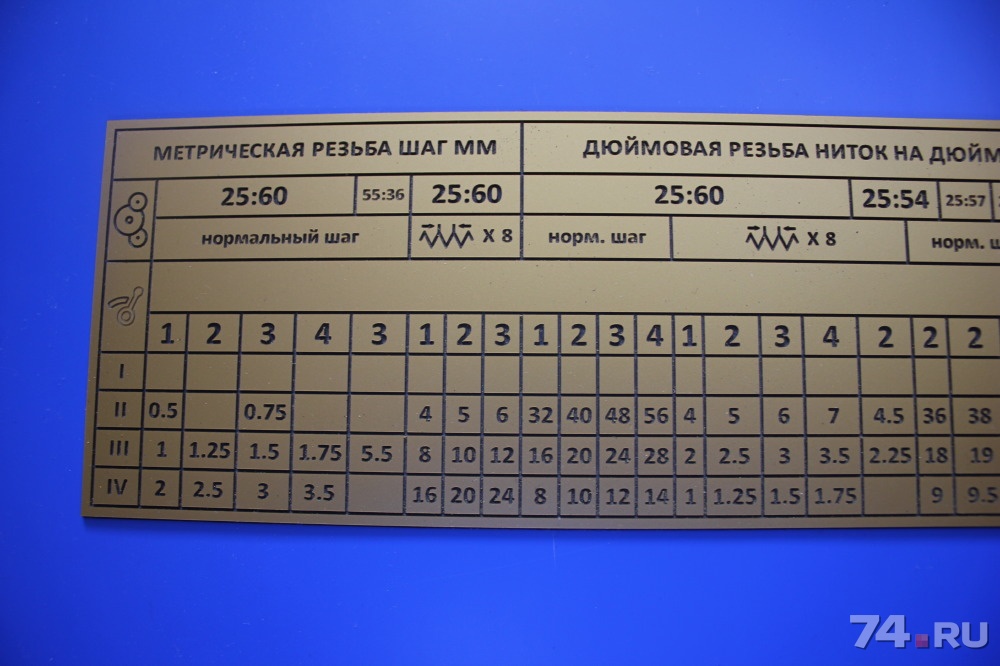 МЕТРИЧЕСКАЯ РЕЗЬБА ШАГ ММ ДЮЙМОВАЯ РЕЗЬБА НИТОК НА ДЮЙМ
25:60 55:36 25:60 25:60 25:54 25:57
нормальный шаг X 8 норм. шаг X 8 норм.
1 2 3 4 3 1 2 3 1 2 3 4 1 2 3 4 2 2 2
I
II 0.5 0.75 4 5 6 32 40 48 56 4 5 6 7 4.5 36 38
III 1 1.25 1.5 1.75 5.5 8 10 12 16 20 24 28 2 2.5 3 3.5 2.25 18 19
IV 2 2.5 3 3.5 16 20 24 8 10 12 14 1 1.25 1.5 1.75 9 9.5
74.RU